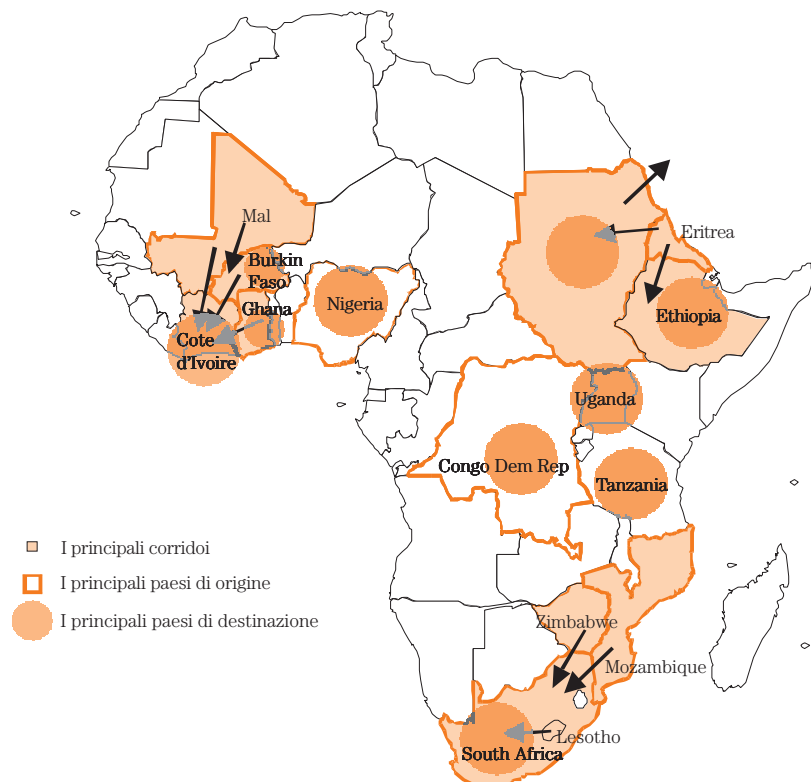 Mal
Eritrea
Burkin
Faso
Ghana
Nigeria
Ethiopia
Cote
d'Ivoire
Uganda
Congo Dem Rep
Tanzania
I principali corridoi
I principali paesi di origine
I principali paesi di destinazione
Zimbabwe
Mozambique
Lesotho
South Africa